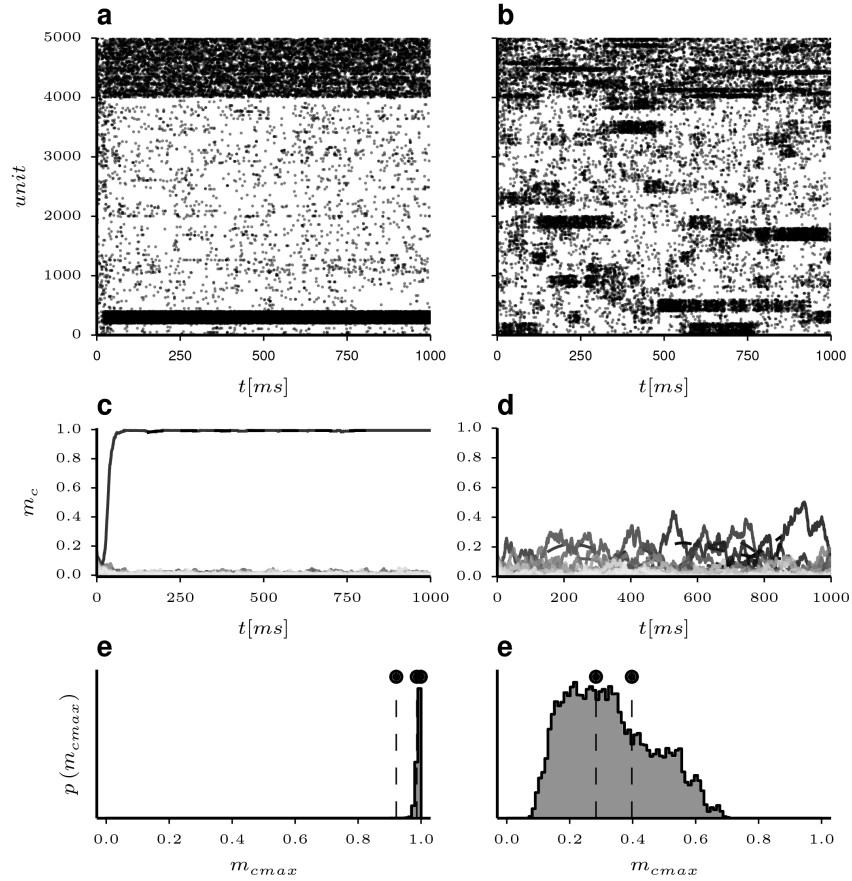 a
b
5000
4000
3000
2000
1000
0
unit
0 250 500 750 1000
t[ms]
0 250 500 750 1000
t[ms]
c
d
1.0
0.8
0.6
0.4
0.2
0.0
m_c
0 250 500 750 1000
t[ms]
1.0
0.8
0.6
0.4
0.2
0.0
0 200 400 600 800 1000
t[ms]
e
e
p(m_cmax)
0.0 0.2 0.4 0.6 0.8 1.0
m_cmax
0.0 0.2 0.4 0.6 0.8 1.0
m_cmax